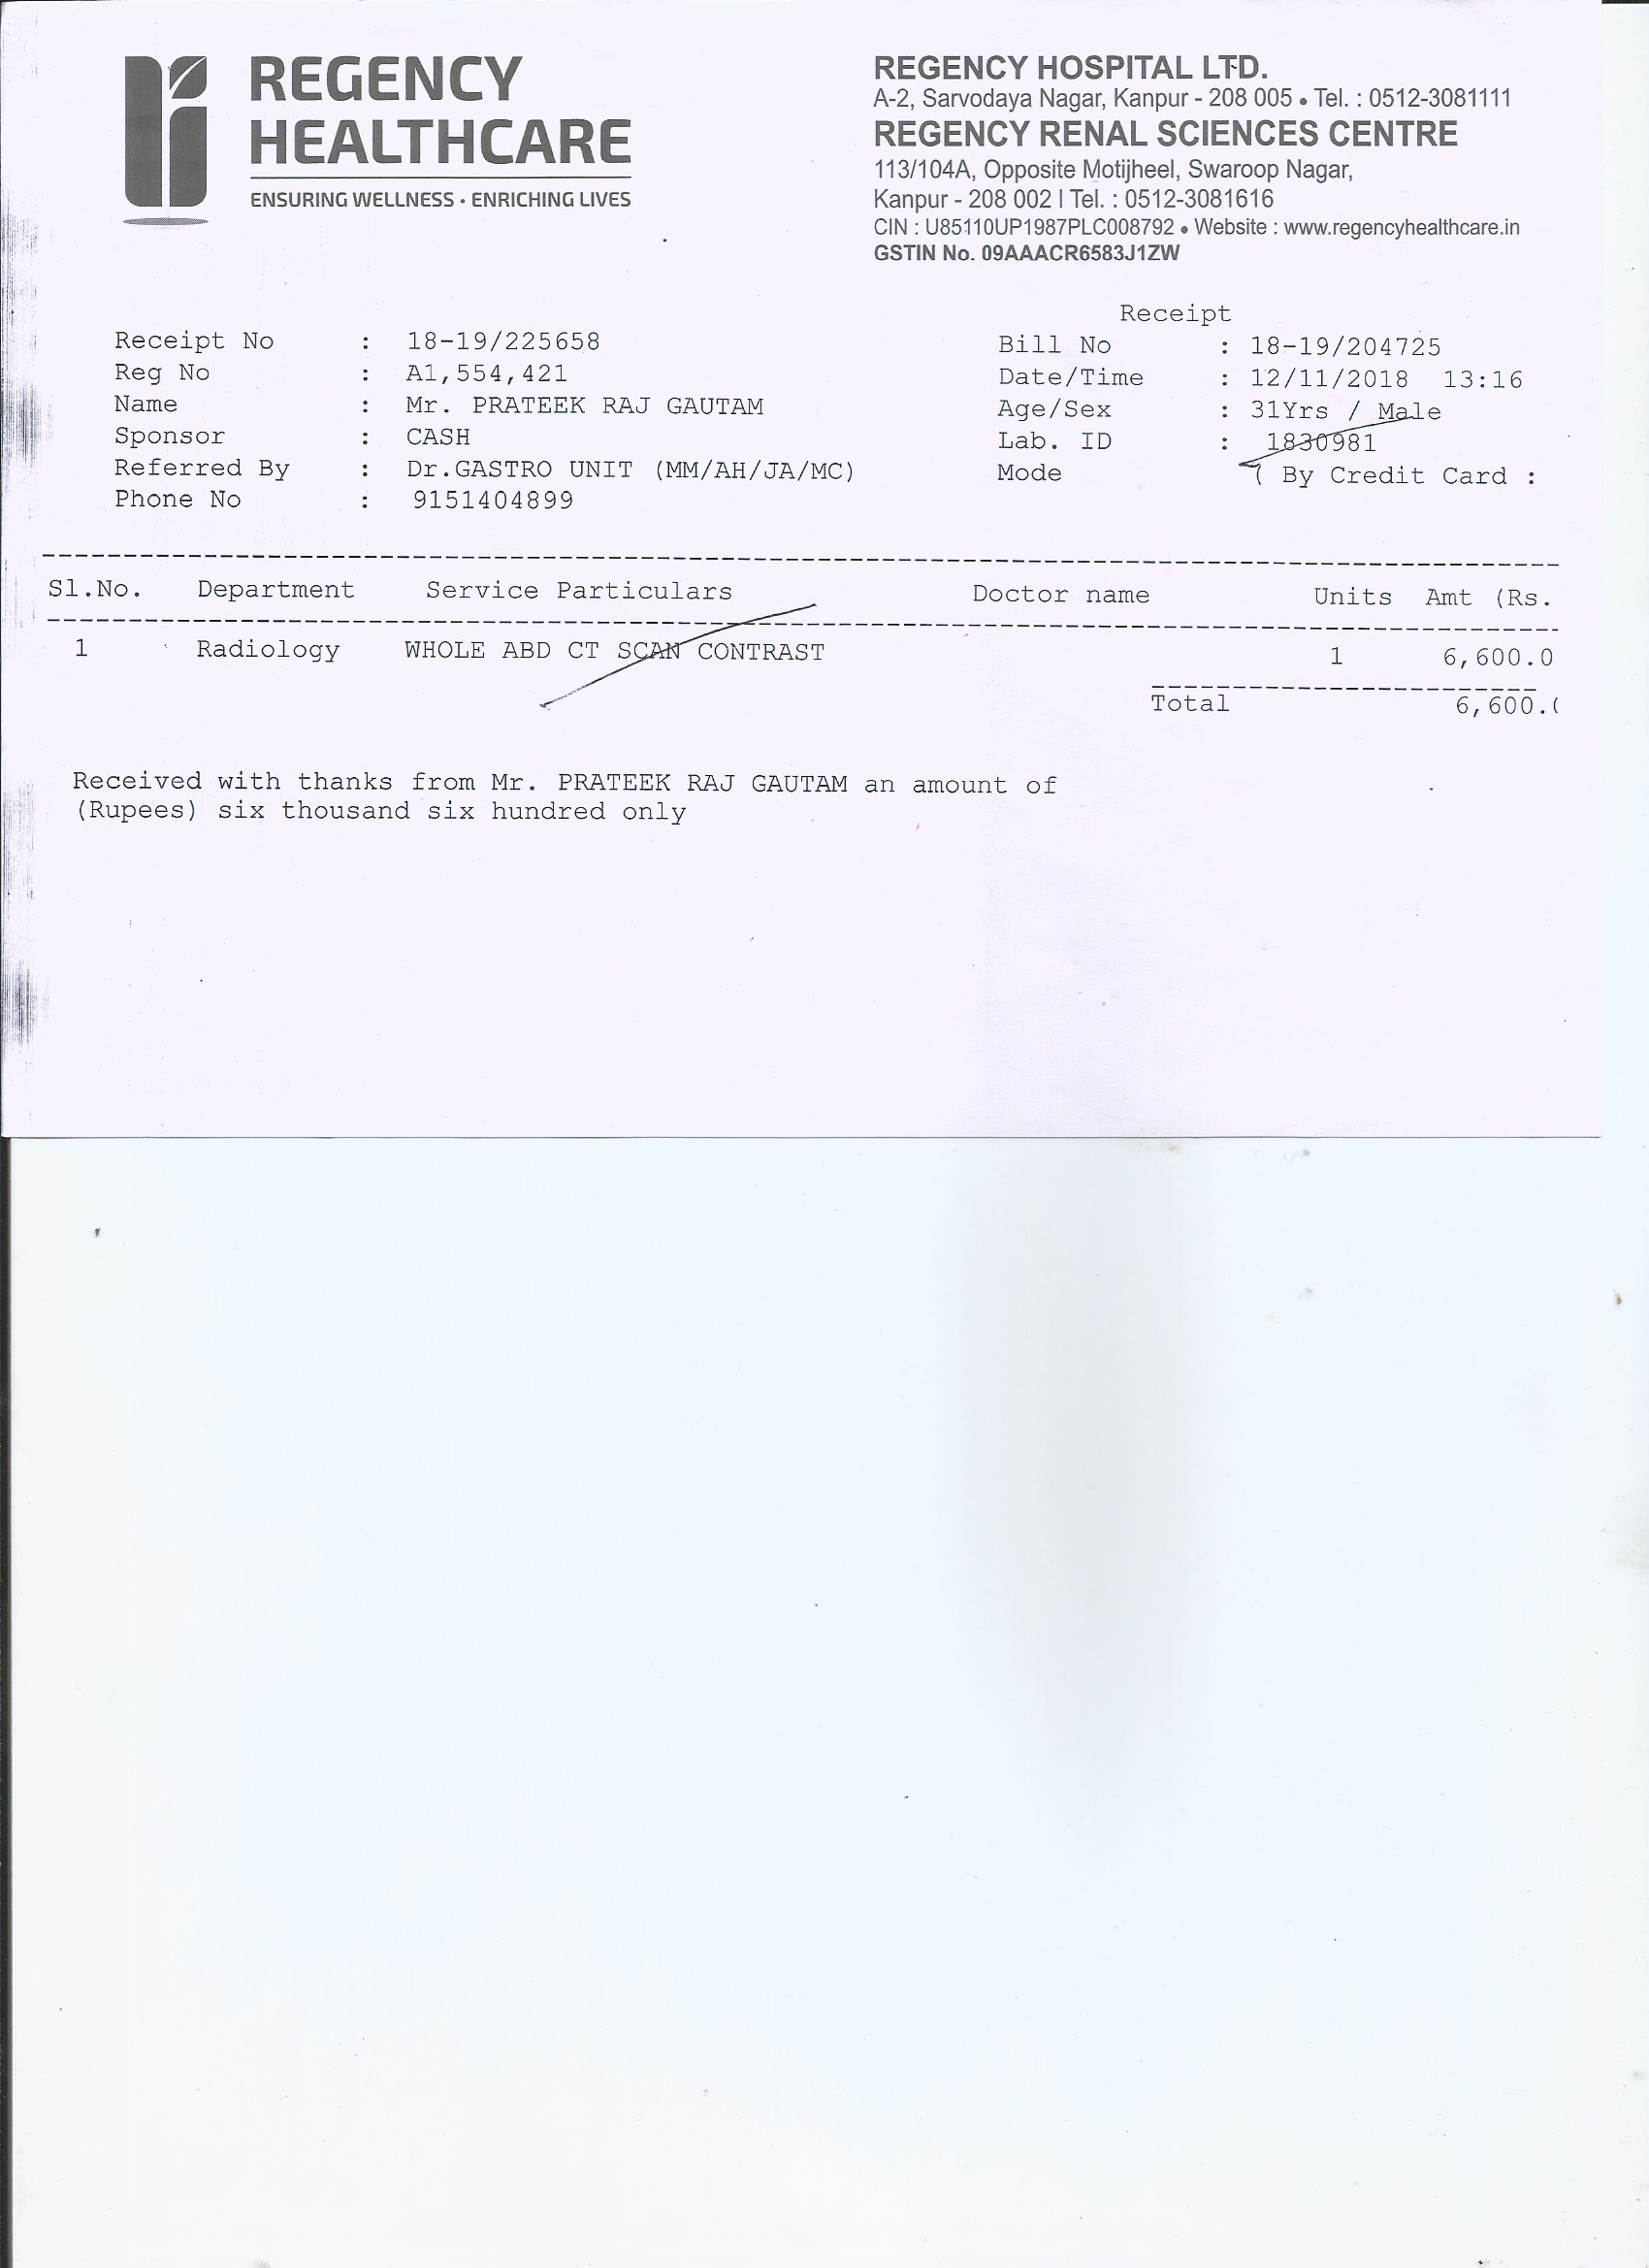 REGENCY
HEALTHCARE
ENSURING WELLNESS • ENRICHING LIVES
REGENCY HOSPITAL LTD.
A-2, Sarvodaya Nagar, Kanpur - 208 005 • Tel. : 0512-3081111
REGENCY RENAL SCIENCES CENTRE
113/104A, Opposite Motijheel, Swaroop Nagar,
Kanpur - 208 002 | Tel. : 0512-3081616
CIN : U85110UP1987PLC008792 • Website : www.regencyhealthcare.in
GSTIN No. 09AAACR6583J1ZW
Receipt
Receipt No : 18-19/225658 Bill No : 18-19/204725
Reg No : A1,554,421 Date/Time : 12/11/2018 13:16
Name : Mr. PRATEEK RAJ GAUTAM Age/Sex : 31Yrs / Male
Sponsor : CASH Lab. ID : 1830981
Referred By : Dr.GASTRO UNIT (MM/AH/JA/MC) Mode By Credit Card :
Phone No : 9151404899
Sl.No. Department Service Particulars Doctor name Units Amt (Rs.
1 Radiology WHOLE ABD CT SCAN CONTRAST 1 6,600.0
Total 6,600.(
Received with thanks from Mr. PRATEEK RAJ GAUTAM an amount of
(Rupees) six thousand six hundred only